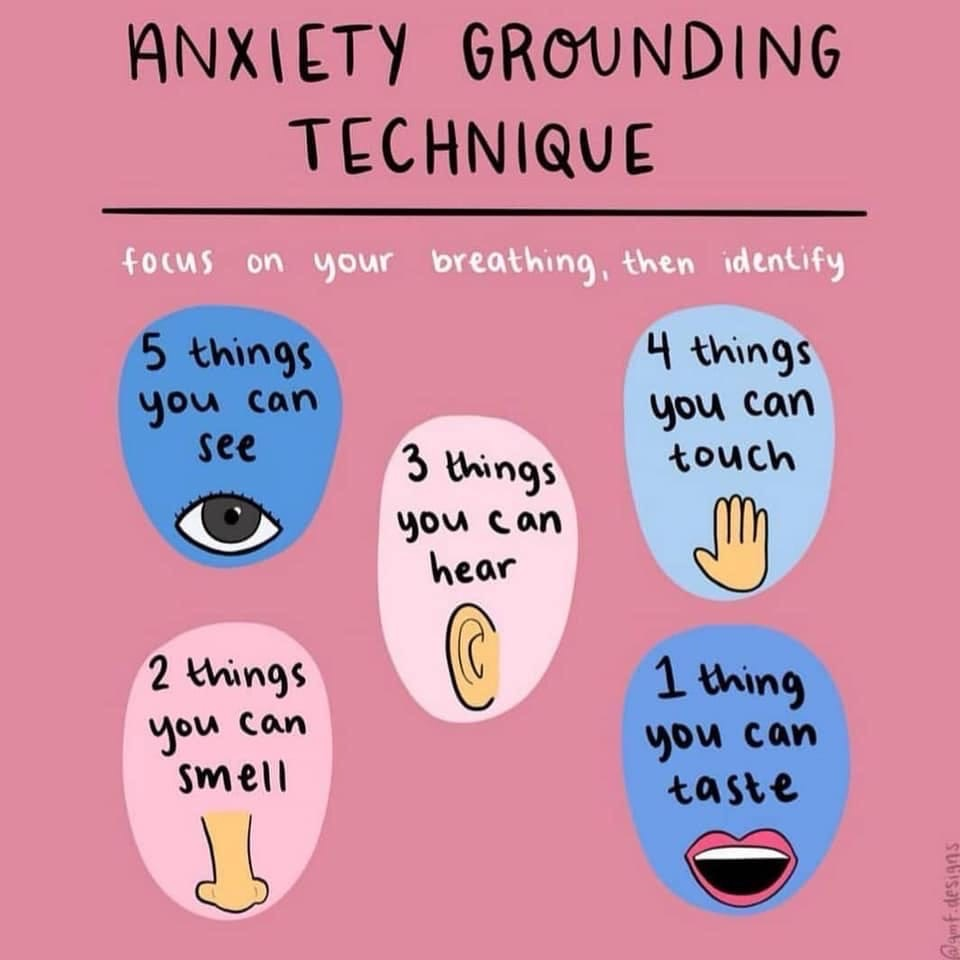 ANXIETY GROUNDING
TECHNIQUE
focus on your breathing, then identify
5 things
you can
see
4 things
you can
touch
3 things
you can
hear
2 things
you can
smell
1 thing
you can
taste
@gmf.designs